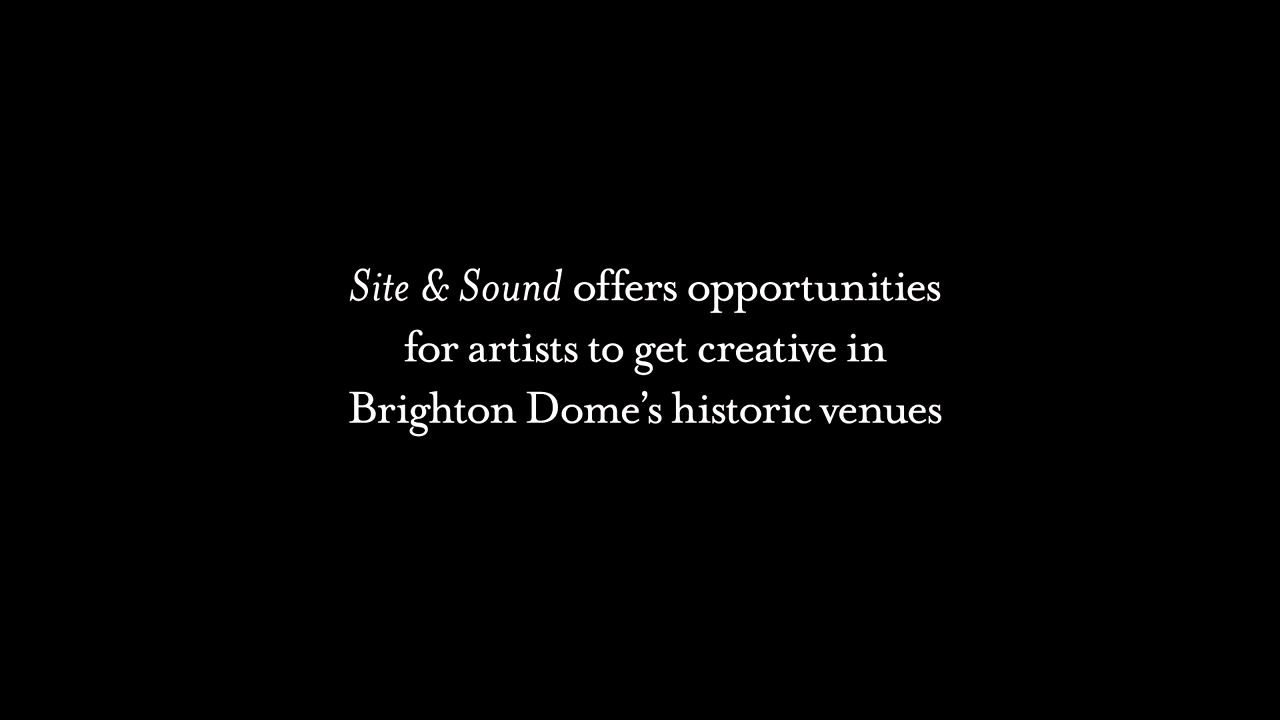 Site & Sound offers opportunities
for artists to get creative in
Brighton Dome’s historic venues